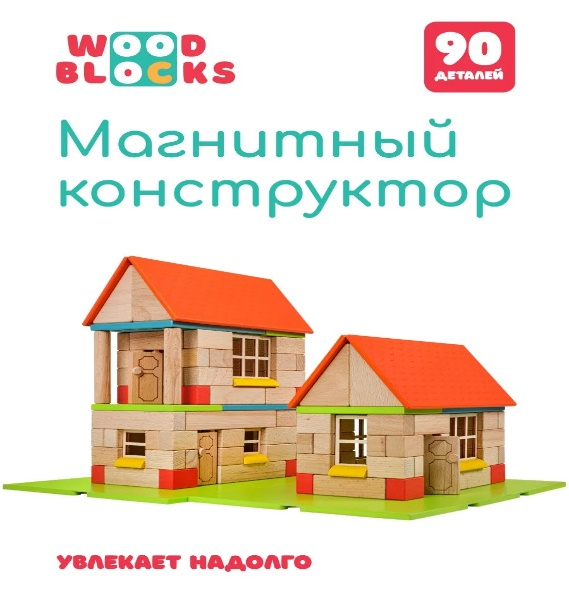 WOOD
BLOCKS
90
ДЕТАЛЕЙ
Магнитный
конструктор
УВЛЕКАЕТ НАДОЛГО